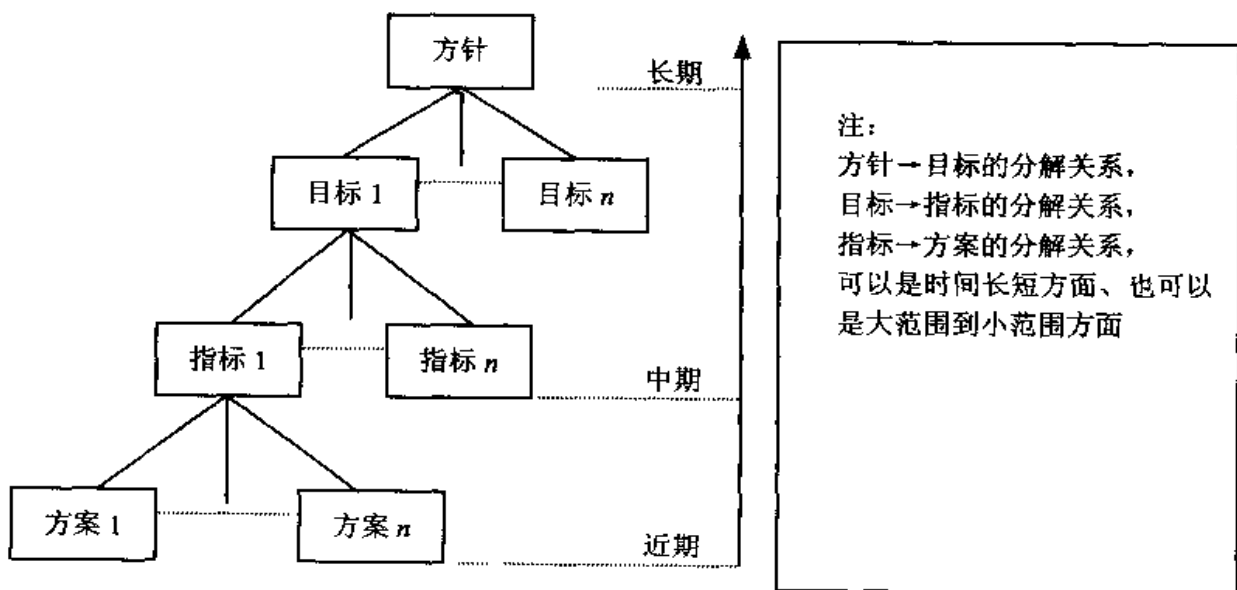 方针
长期
目标 1
目标 n
指标 1
指标 n
中期
方案 1
方案 n
近期
注：
方针→目标的分解关系，
目标→指标的分解关系，
指标→方案的分解关系，
可以是时间长短方面、也可以
是大范围到小范围方面